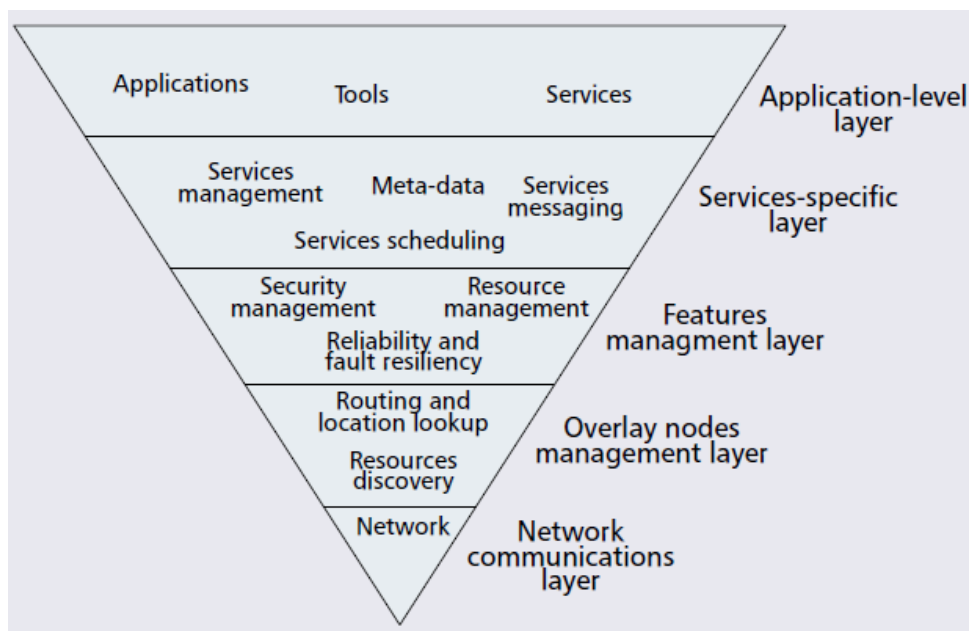 Applications
Tools
Services
Application-level
layer
Services
management
Meta-data
Services
messaging
Services scheduling
Services-specific
layer
Security
management
Resource
management
Reliability and
fault resiliency
Features
managment layer
Routing and
location lookup
Resources
discovery
Overlay nodes
management layer
Network
Network
communications
layer